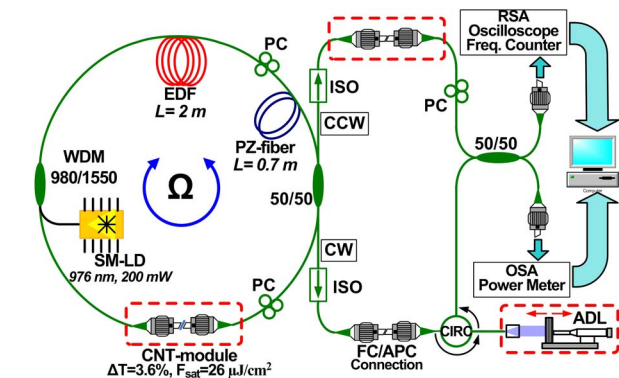 PC
EDF
L= 2 m
PZ-fiber
L= 0.7 m
WDM
980/1550
Ω
SM-LD
976 nm, 200 mW
50/50
PC
CNT-module
ΔT=3.6%, Fsat=26 μJ/cm²
ISO
CCW
CW
ISO
PC
50/50
RSA
Oscilloscope
Freq. Counter
Computer
OSA
Power Meter
CIRC
FC/APC
Connection
ADL